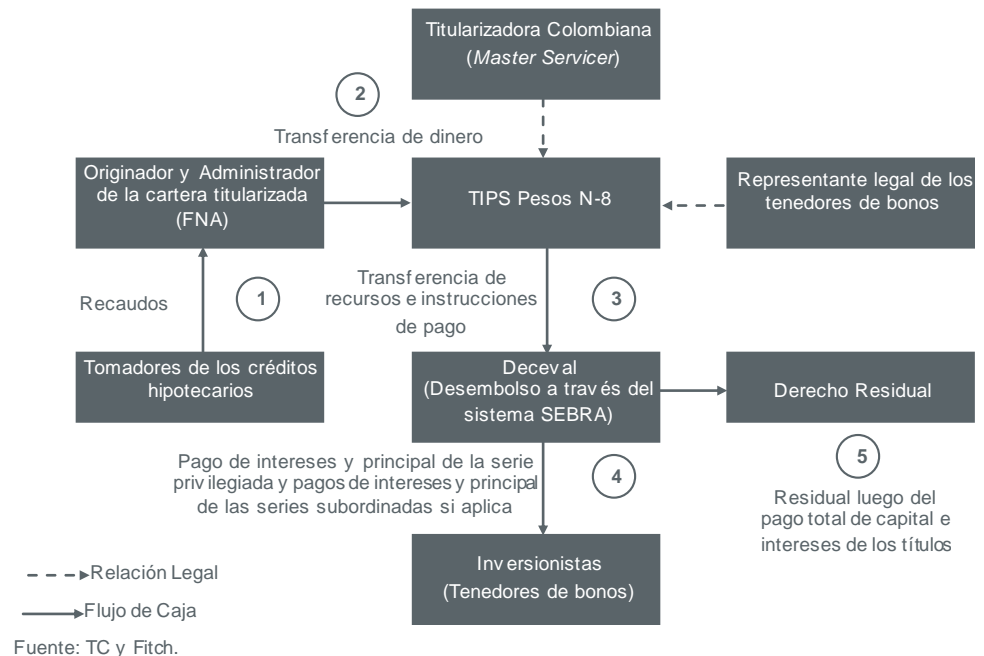 Titularizadora Colombiana
(Master Servicer)
2
Transferencia de dinero
Originador y Administrador
de la cartera titularizada
(FNA)
TIPS Pesos N-8
Representante legal de los
tenedores de bonos
Recaudos
1
Transferencia de
recursos e instrucciones
de pago
3
Tomadores de los créditos
hipotecarios
Deceval
(Desembolso a través del
sistema SEBRA)
Derecho Residual
Pago de intereses y principal de la serie
privilegiada y pagos de intereses y principal
de las series subordinadas si aplica
4
5
Residual luego del
pago total de capital e
intereses de los títulos
Inversionistas
(Tenedores de bonos)
Relación Legal
Flujo de Caja
Fuente: TC y Fitch.